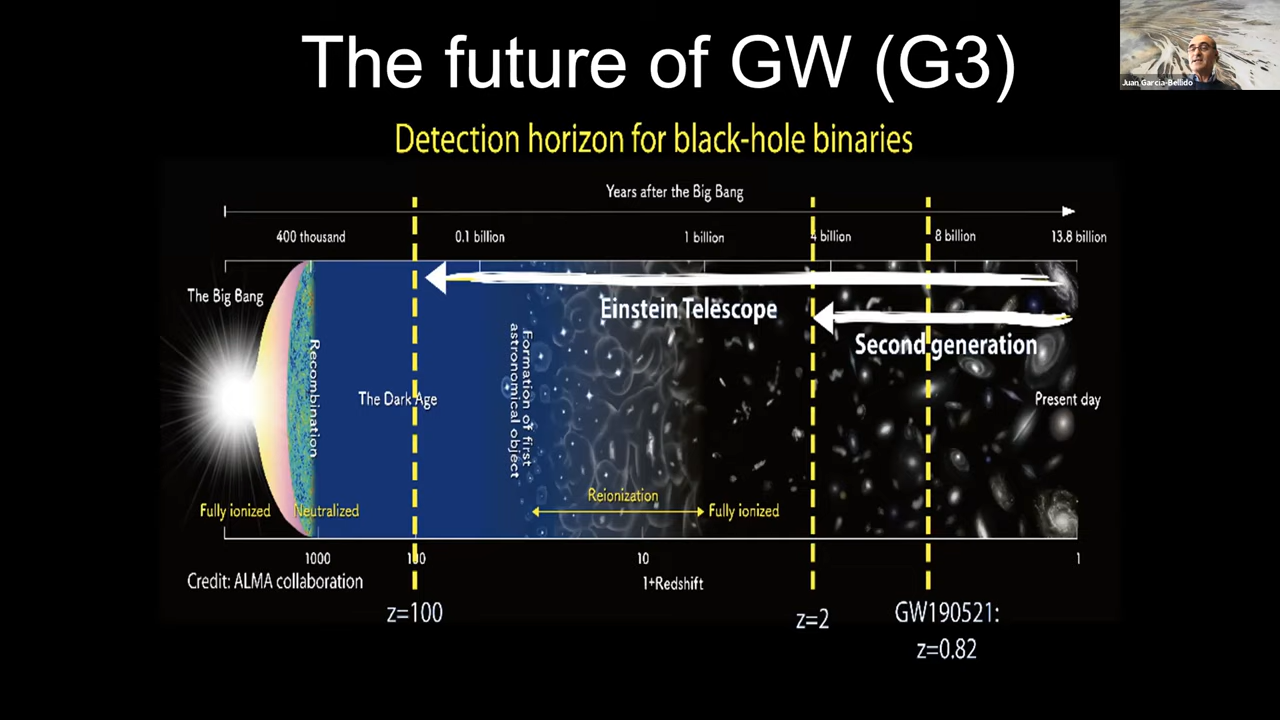 The future of GW (G3)
Juan Garcia-Bellido
Detection horizon for black-hole binaries
Years after the Big Bang
400 thousand 0.1 billion 1 billion 4 billion 8 billion 13.8 billion
The Big Bang
Einstein Telescope
Second generation
Recombination
The Dark Age
Formation of first
astronomical object
Present day
Reionization
Fully ionized Neutralized Fully ionized
1000 100 10 1
Credit: ALMA collaboration
1+Redshift
z=100
z=2
GW190521:
z=0.82